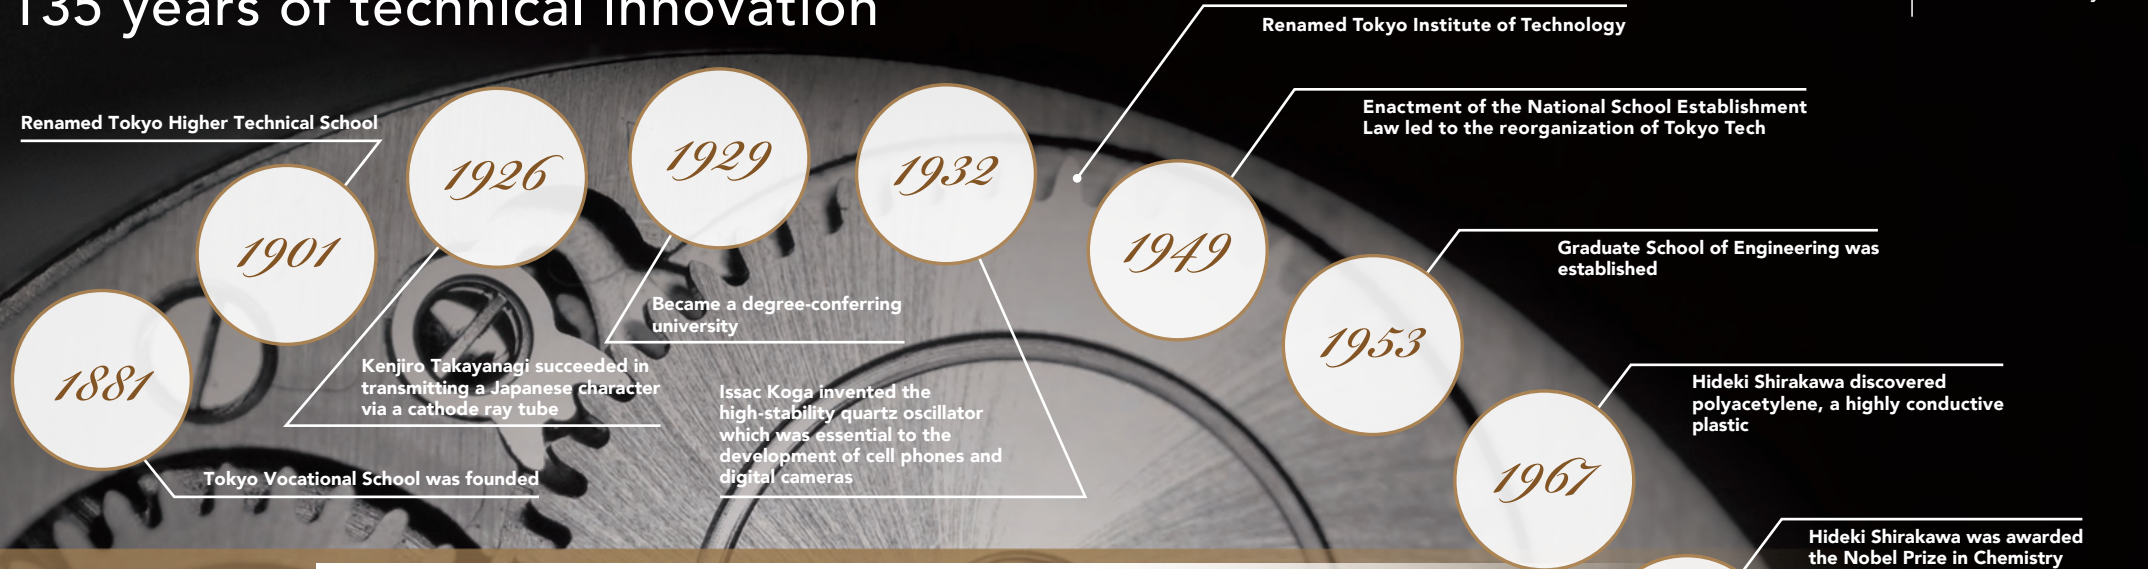 135 years of technical innovation
Renamed Tokyo Institute of Technology
Enactment of the National School Establishment
Law led to the reorganization of Tokyo Tech
Renamed Tokyo Higher Technical School
1926
1929
1932
1901
1949
Graduate School of Engineering was
established
Became a degree-conferring
university
1881
1953
Kenjiro Takayanagi succeeded in
transmitting a Japanese character
via a cathode ray tube
Issac Koga invented the
high-stability quartz oscillator
which was essential to the
development of cell phones and
digital cameras
Hideki Shirakawa discovered
polyacetylene, a highly conductive
plastic
Tokyo Vocational School was founded
1967
Hideki Shirakawa was awarded
the Nobel Prize in Chemistry